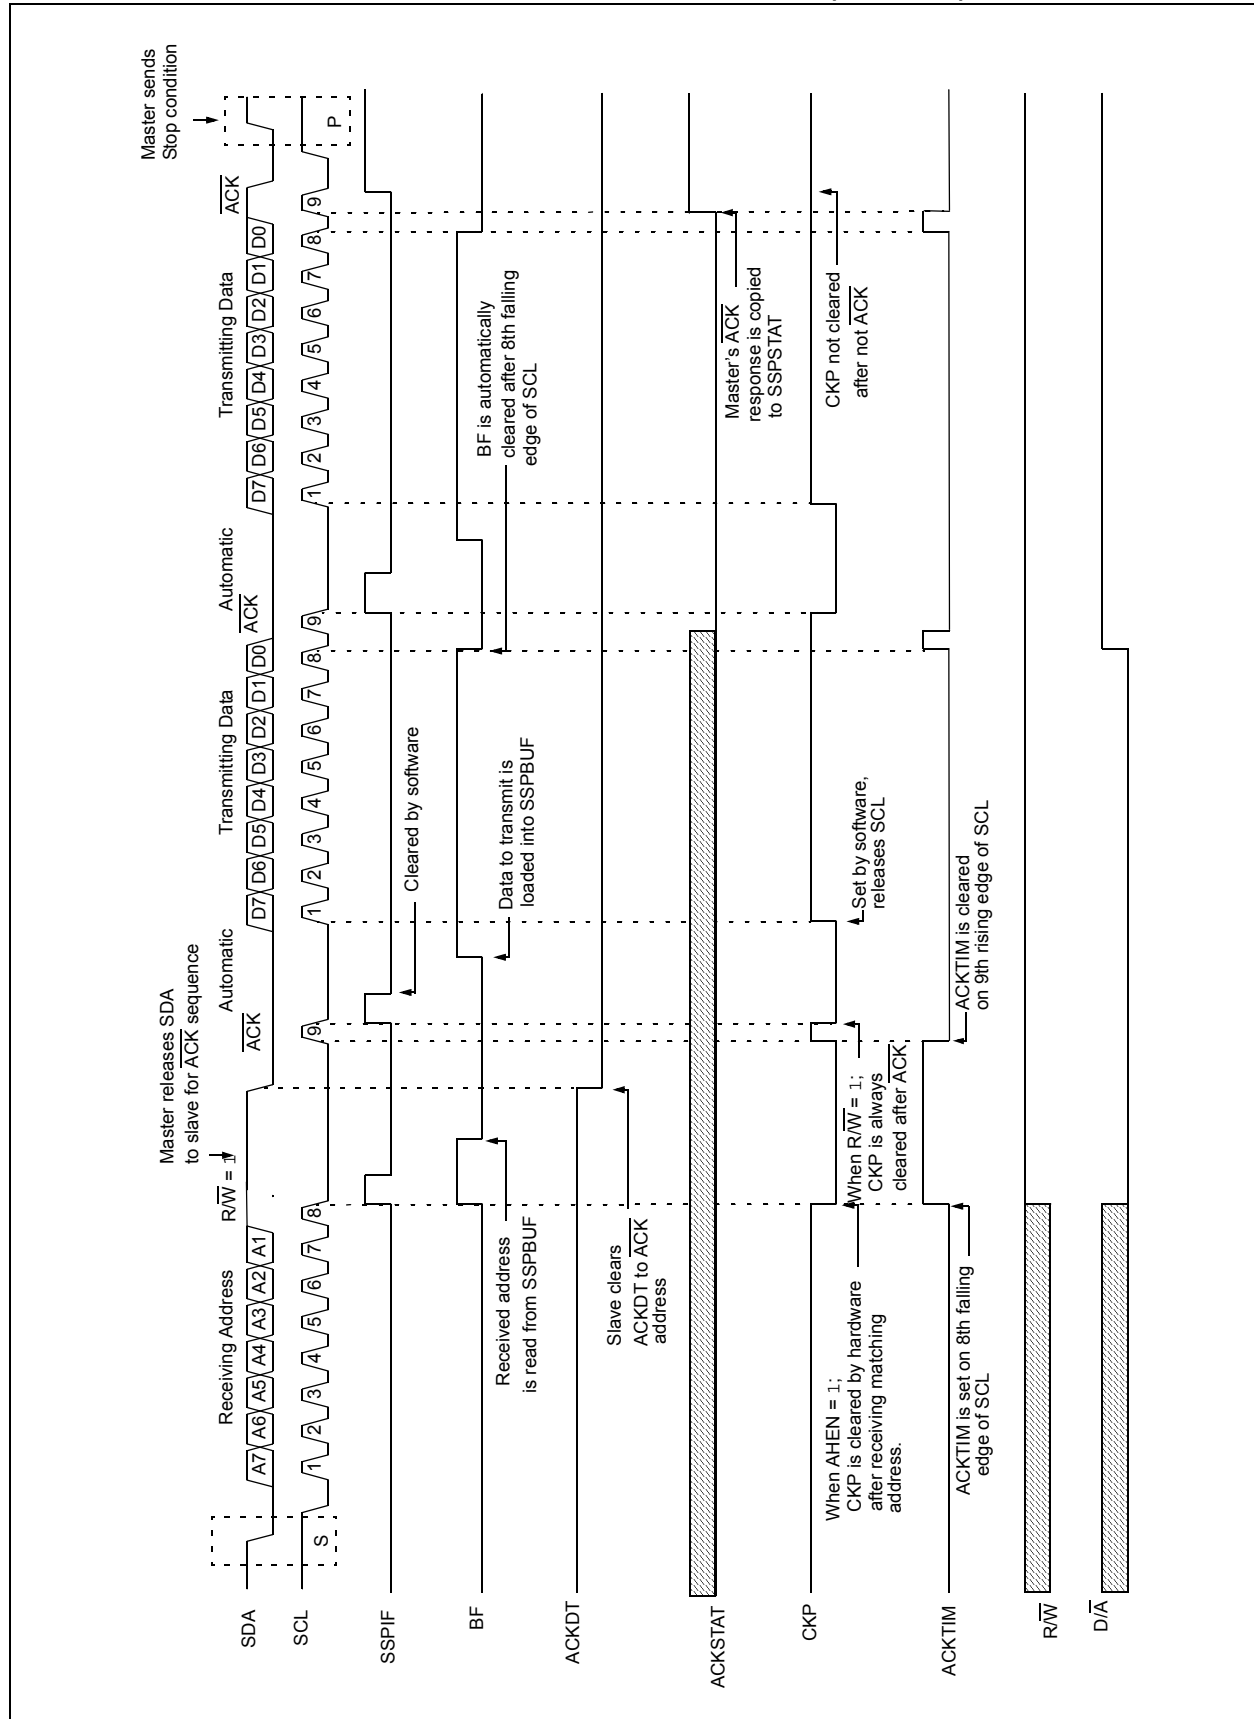 Master sends
Stop condition
Master releases SDA
to slave for ACK sequence
Receiving Address
R/W = 1
Automatic
Transmitting Data
Automatic
Transmitting Data
ACK
ACK
ACK
SDA
A7 A6 A5 A4 A3 A2 A1
D7 D6 D5 D4 D3 D2 D1 D0
D7 D6 D5 D4 D3 D2 D1 D0
SCL
S
1 2 3 4 5 6 7 8 9
1 2 3 4 5 6 7 8 9
1 2 3 4 5 6 7 8 9
P
SSPIF
Cleared by software
BF
Received address
is read from SSPBUF
Data to transmit is
loaded into SSPBUF
BF is automatically
cleared after 8th falling
edge of SCL
ACKDT
Slave clears
ACKDT to ACK
address
ACKSTAT
Master's ACK
response is copied
to SSPSTAT
CKP
When AHEN = 1;
CKP is cleared by hardware
after receiving matching
address.
When R/W = 1;
CKP is always
cleared after ACK
Set by software,
releases SCL
CKP not cleared
after not ACK
ACKTIM
ACKTIM is set on 8th falling
edge of SCL
ACKTIM is cleared
on 9th rising edge of SCL
R/W
D/A